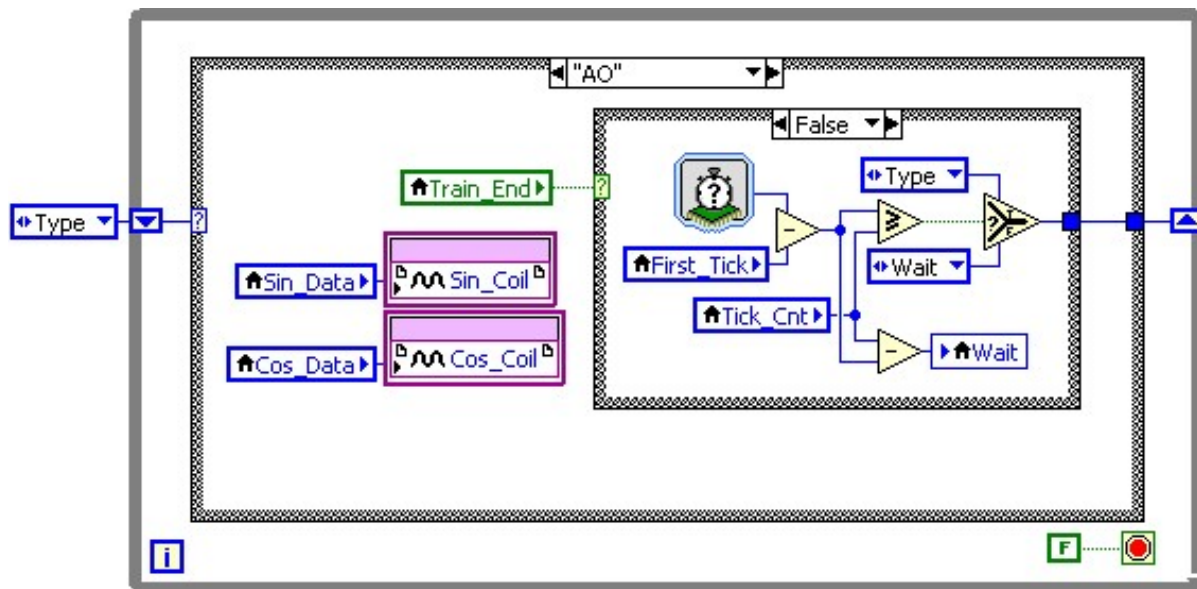 "AO"
False
Train_End
Type
Type
First_Tick
Wait
Sin_Data
Sin_Coil
Tick_Cnt
Cos_Data
Cos_Coil
Wait
i
F